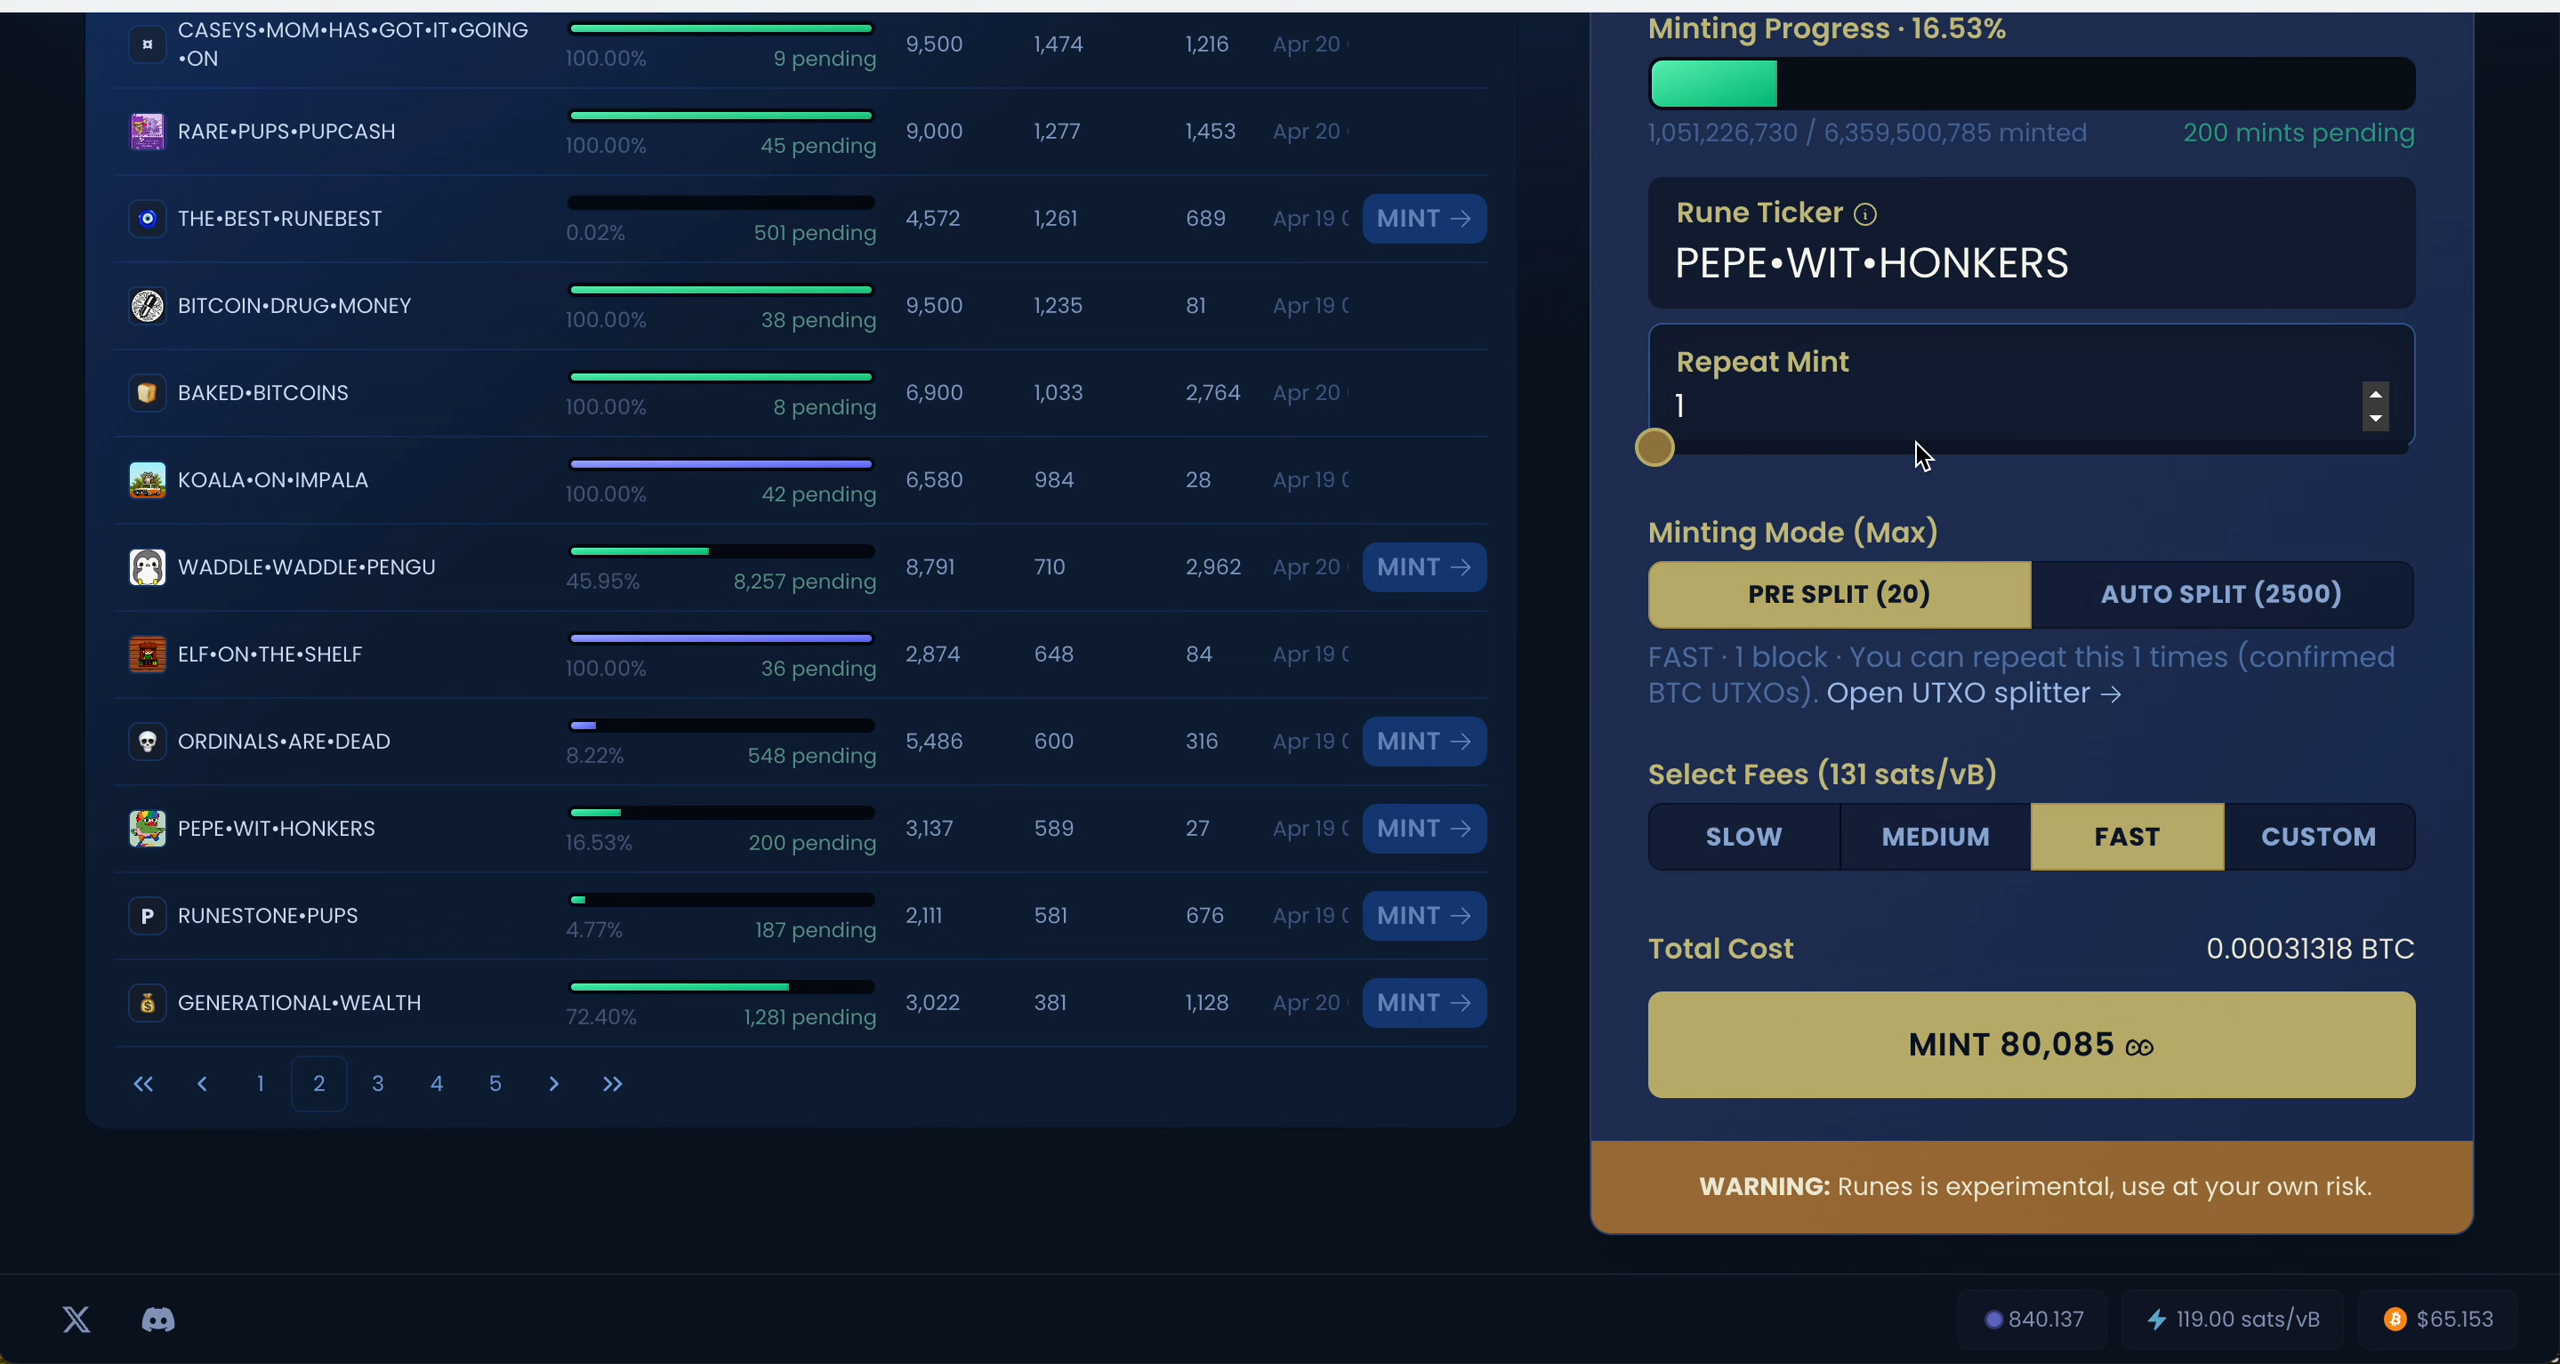 CASEYS•MOM•HAS•GOT•IT•GOING
•ON
100.00% 9 pending
9,500 1,474 1,216 Apr 20
RARE•PUPS•PUPCASH
100.00% 45 pending
9,000 1,277 1,453 Apr 20
THE•BEST•RUNEBEST
0.02% 501 pending
4,572 1,261 689 Apr 19 MINT →
BITCOIN•DRUG•MONEY
100.00% 38 pending
9,500 1,235 81 Apr 19
BAKED•BITCOINS
100.00% 8 pending
6,900 1,033 2,764 Apr 20
KOALA•ON•IMPALA
100.00% 42 pending
6,580 984 28 Apr 19
WADDLE•WADDLE•PENGU
45.95% 8,257 pending
8,791 710 2,962 Apr 20 MINT →
ELF•ON•THE•SHELF
100.00% 36 pending
2,874 648 84 Apr 19
ORDINALS•ARE•DEAD
8.22% 548 pending
5,486 600 316 Apr 19 MINT →
PEPE•WIT•HONKERS
16.53% 200 pending
3,137 589 27 Apr 19 MINT →
P RUNESTONE•PUPS
4.77% 187 pending
2,111 581 676 Apr 19 MINT →
GENERATIONAL•WEALTH
72.40% 1,281 pending
3,022 381 1,128 Apr 20 MINT →
« ‹ 1 2 3 4 5 › »
Minting Progress · 16.53%
1,051,226,730 / 6,359,500,785 minted 200 mints pending
Rune Ticker
PEPE•WIT•HONKERS
Repeat Mint
1
Minting Mode (Max)
PRE SPLIT (20) AUTO SPLIT (2500)
FAST · 1 block · You can repeat this 1 times (confirmed
BTC UTXOs). Open UTXO splitter →
Select Fees (131 sats/vB)
SLOW MEDIUM FAST CUSTOM
Total Cost 0.00031318 BTC
MINT 80,085
WARNING: Runes is experimental, use at your own risk.
840.137 119.00 sats/vB $65.153